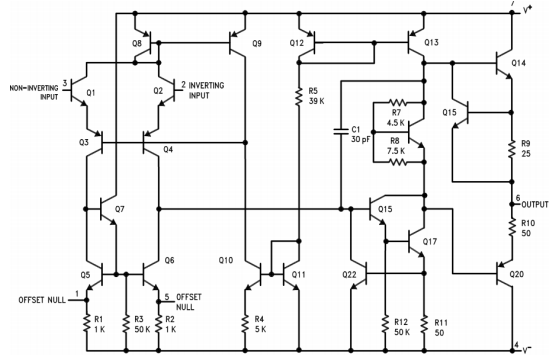 7 V+
Q8
Q9
Q12
Q13
Q14
3
NON-INVERTING
INPUT
Q1
Q2
2 INVERTING
INPUT
R5
39 K
C1
30 pF
R7
4.5 K
R8
7.5 K
Q15
R9
25
Q3
Q4
6
OUTPUT
Q7
Q15
R10
50
Q5
Q6
Q10
Q11
Q22
Q17
Q20
OFFSET NULL
1
5 OFFSET
NULL
R1
1 K
R3
50 K
R2
1 K
R4
5 K
R12
50 K
R11
50
4
V-